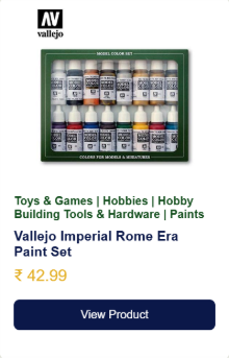 AV
vallejo
MODEL COLOR SET
COLORS FOR MODELS & MINIATURES
Toys & Games | Hobbies | Hobby
Building Tools & Hardware | Paints
Vallejo Imperial Rome Era
Paint Set
₹ 42.99
View Product